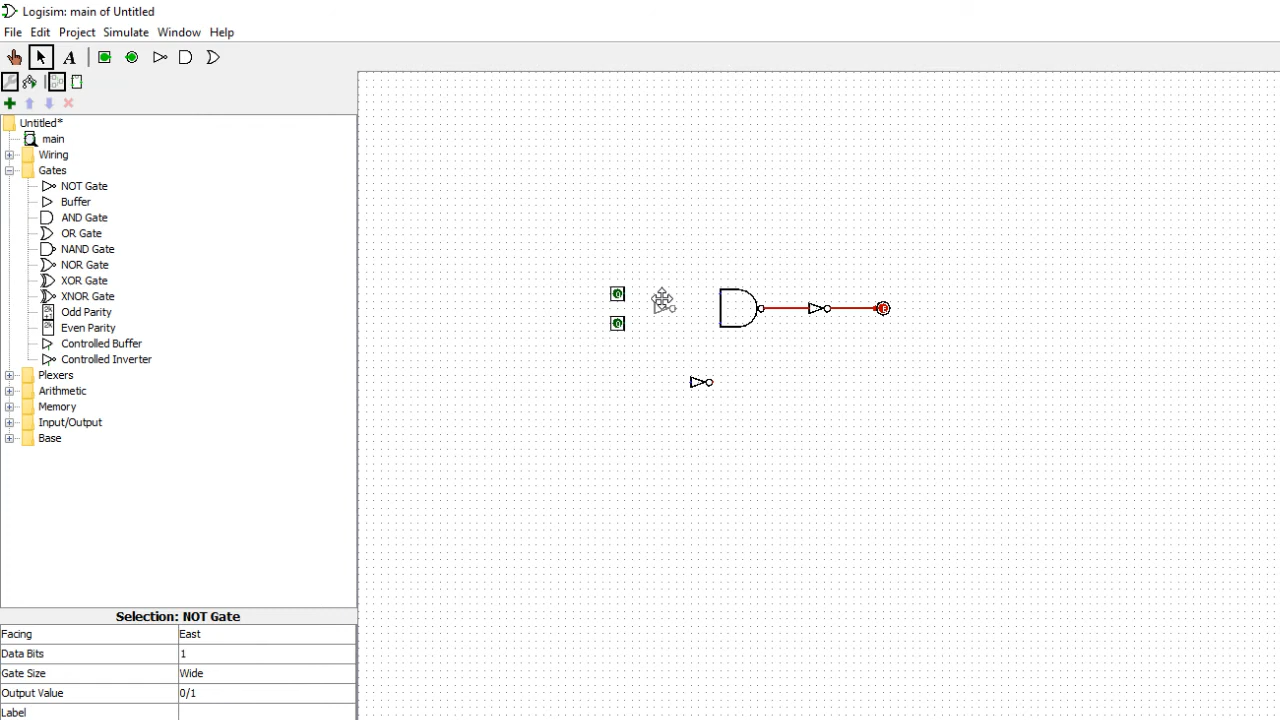 Logisim: main of Untitled
File Edit Project Simulate Window Help
A
Untitled*
main
Wiring
Gates
NOT Gate
Buffer
AND Gate
OR Gate
NAND Gate
NOR Gate
XOR Gate
XNOR Gate
Odd Parity
Even Parity
Controlled Buffer
Controlled Inverter
Plexers
Arithmetic
Memory
Input/Output
Base
Selection: NOT Gate
Facing East
Data Bits 1
Gate Size Wide
Output Value 0/1
Label